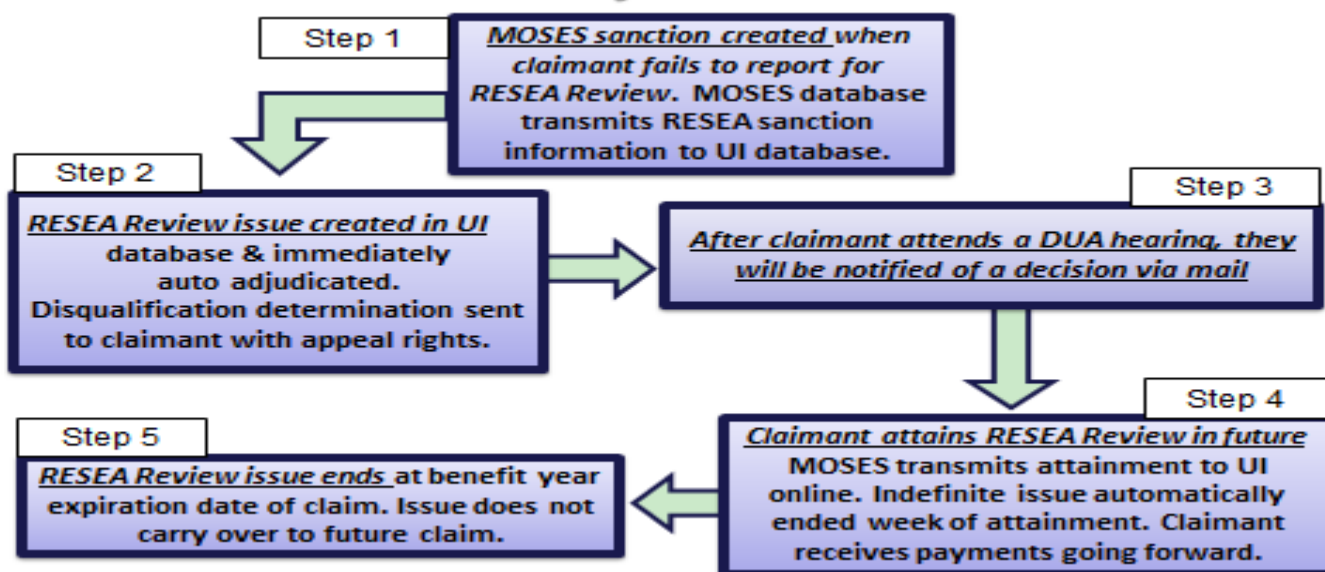 Step 1
MOSES sanction created when
claimant fails to report for
RESEA Review. MOSES database
transmits RESEA sanction
information to UI database.
Step 2
RESEA Review issue created in UI
database & immediately
auto adjudicated.
Disqualification determination sent
to claimant with appeal rights.
Step 3
After claimant attends a DUA hearing, they
will be notified of a decision via mail
Step 4
Claimant attains RESEA Review in future
MOSES transmits attainment to UI
online. Indefinite issue automatically
ended week of attainment. Claimant
receives payments going forward.
Step 5
RESEA Review issue ends at benefit year
expiration date of claim. Issue does not
carry over to future claim.